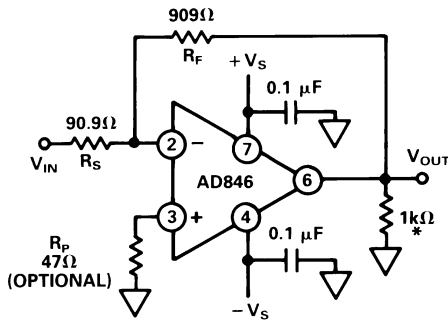 909Ω
R_F
+V_S
0.1 μF
90.9Ω
V_IN
R_S
2
−
7
AD846
6
V_OUT
3
+
4
R_P
47Ω
(OPTIONAL)
0.1 μF
1kΩ
*
−V_S